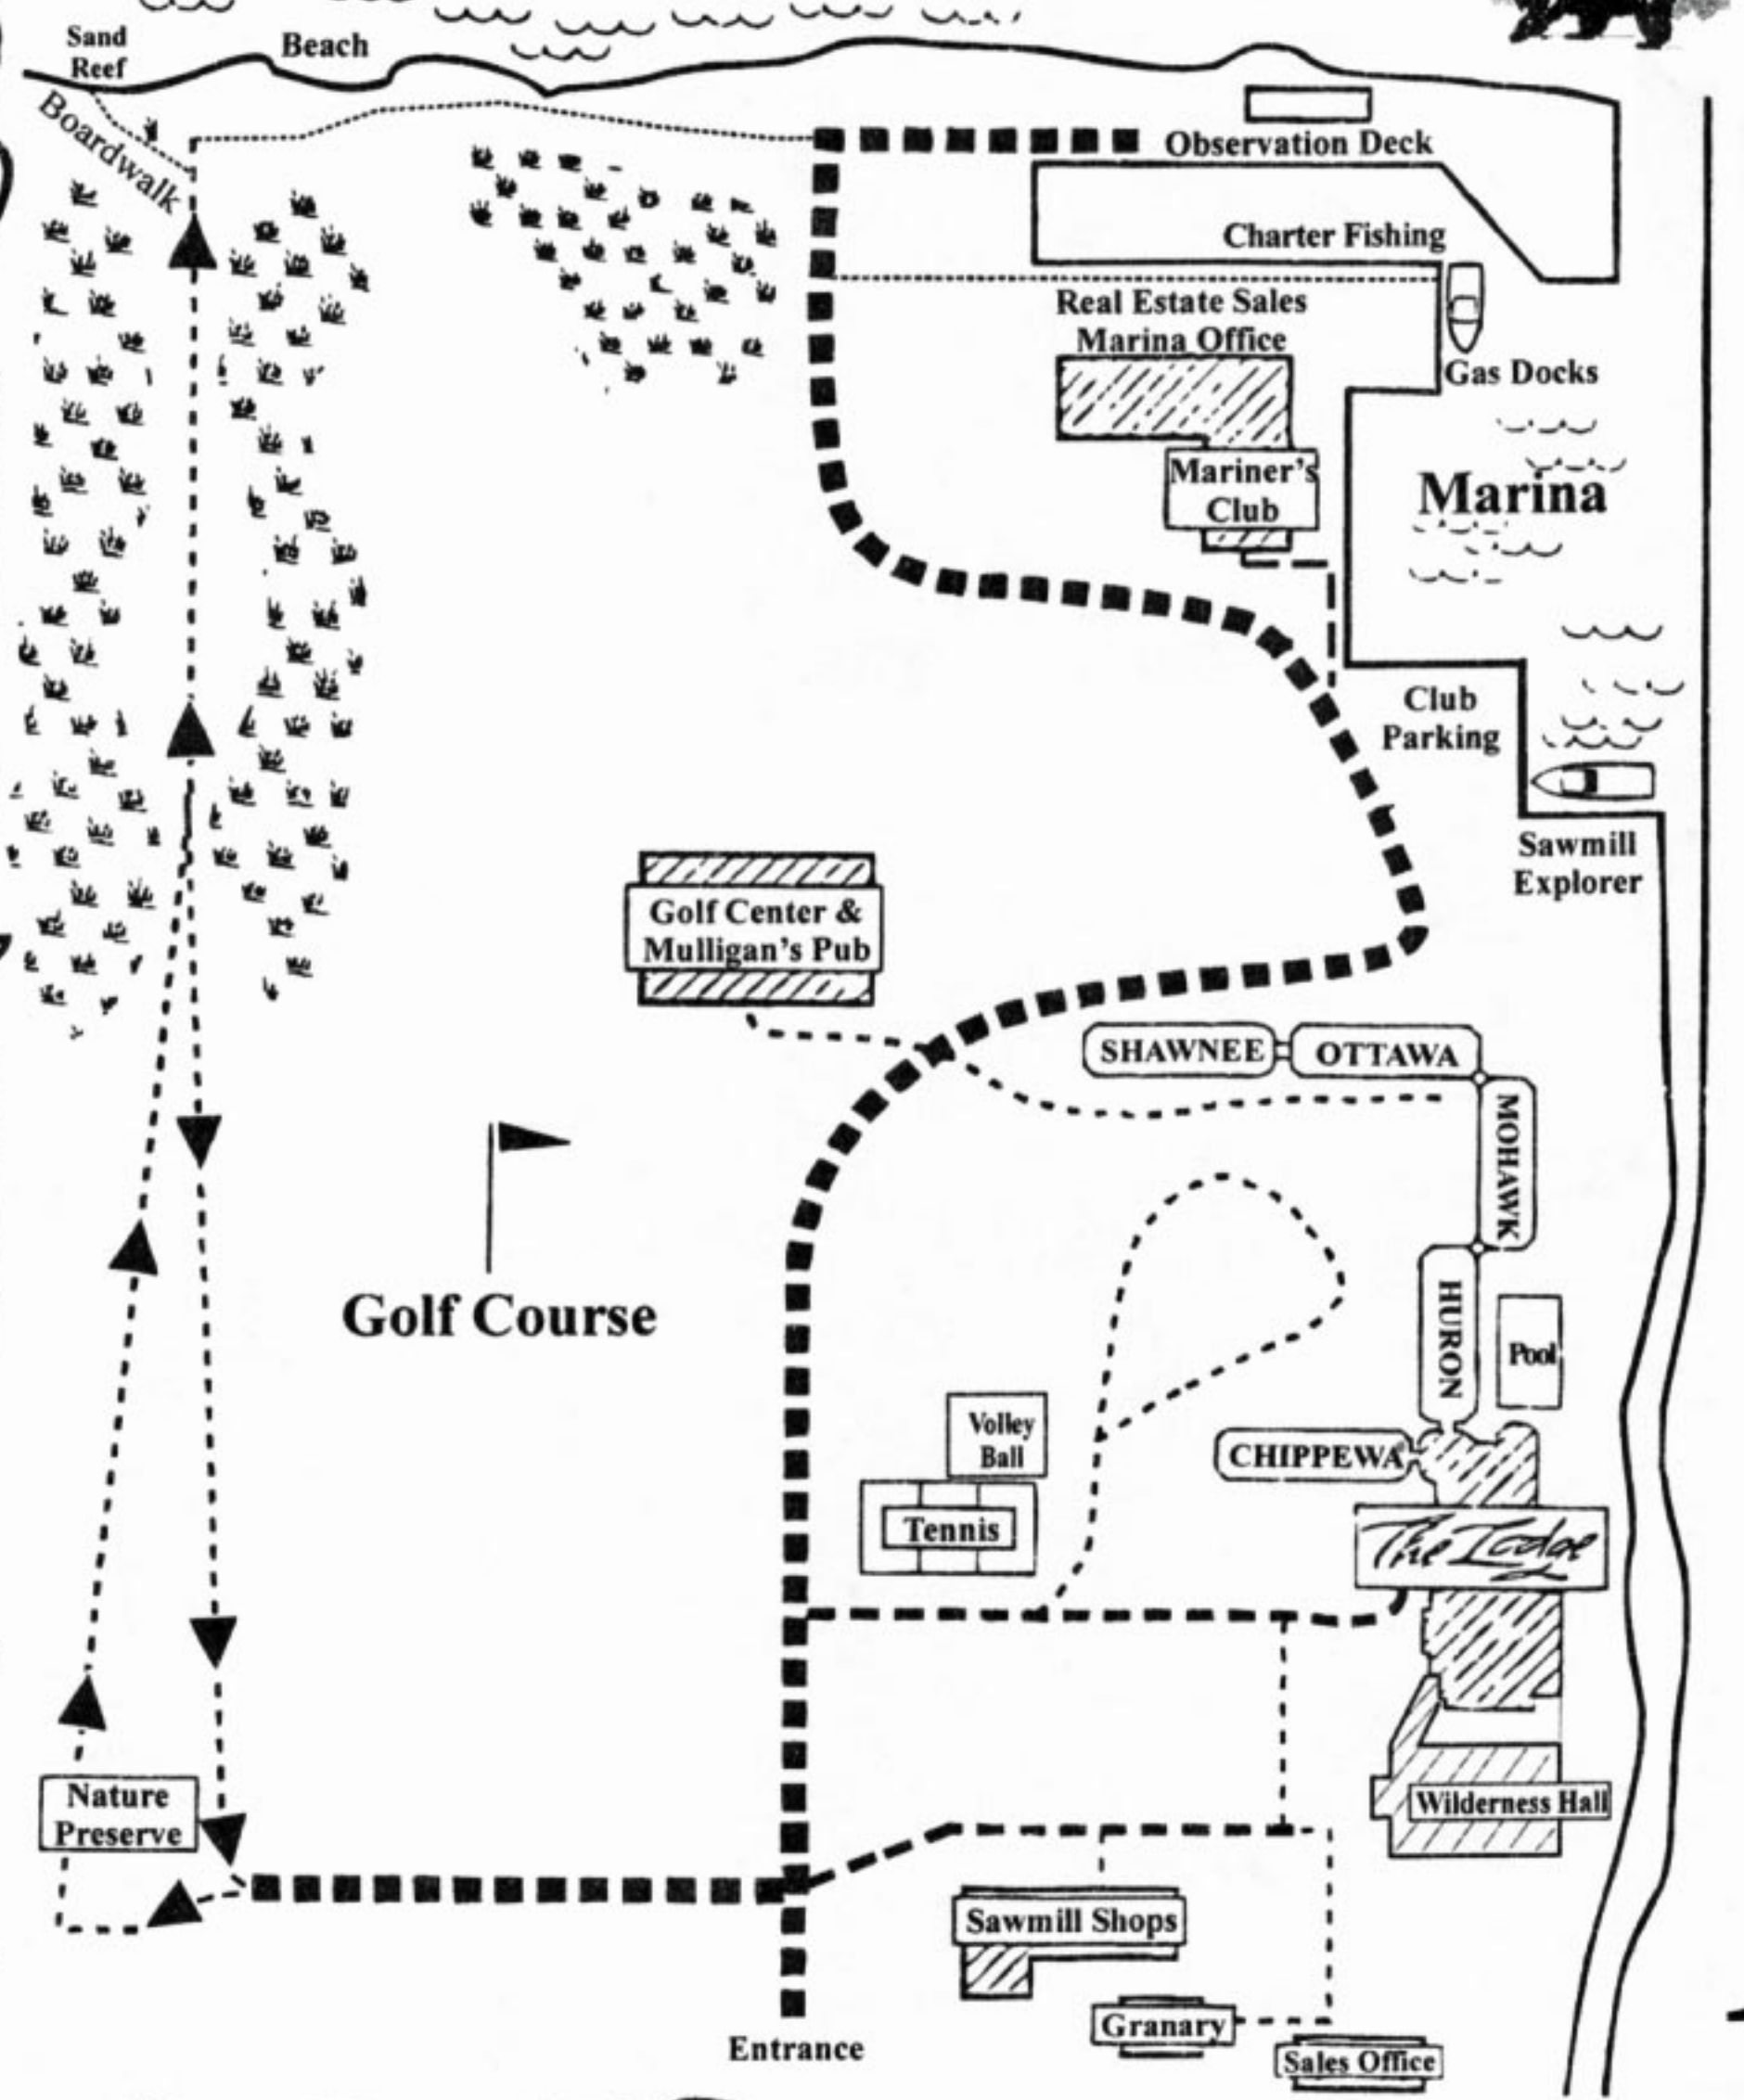 Sand
Reef
Beach
Boardwalk
Observation Deck
Charter Fishing
Real Estate Sales
Marina Office
Gas Docks
Mariner's
Club
Marina
Club
Parking
Sawmill
Explorer
Golf Center &
Mulligan's Pub
SHAWNEE
OTTAWA
MOHAWK
Golf Course
HURON
Pool
Volley
Ball
CHIPPEWA
Tennis
The Lodge
Nature
Preserve
Wilderness Hall
Sawmill Shops
Granary
Entrance
Sales Office